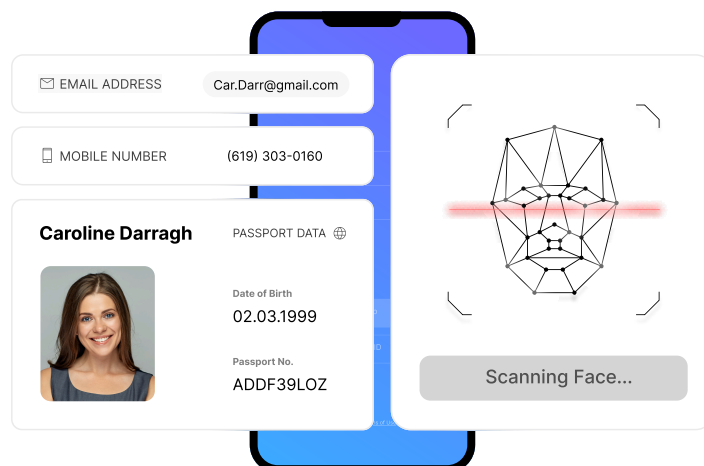 EMAIL ADDRESS
Car.Darr@gmail.com
MOBILE NUMBER
(619) 303-0160
Caroline Darragh
PASSPORT DATA
Date of Birth
02.03.1999
Passport No.
ADDF39LOZ
Scanning Face...